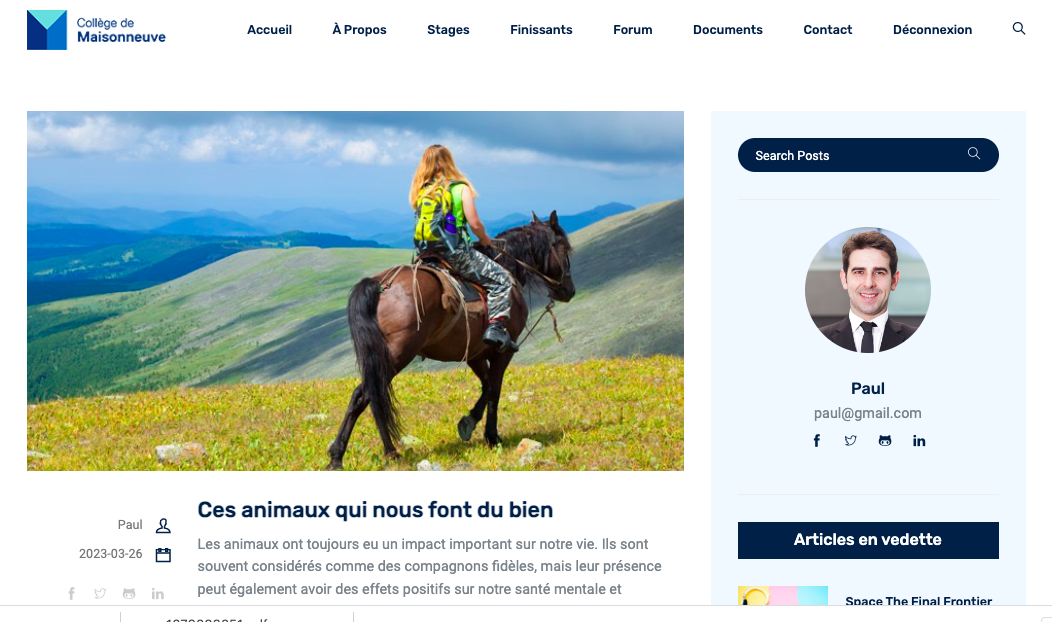 Collège de
Maisonneuve
Accueil
À Propos
Stages
Finissants
Forum
Documents
Contact
Déconnexion
Search Posts
Paul
paul@gmail.com
Ces animaux qui nous font du bien
Paul
2023-03-26
Les animaux ont toujours eu un impact important sur notre vie. Ils sont
souvent considérés comme des compagnons fidèles, mais leur présence
peut également avoir des effets positifs sur notre santé mentale et
Articles en vedette
Space The Final Frontier